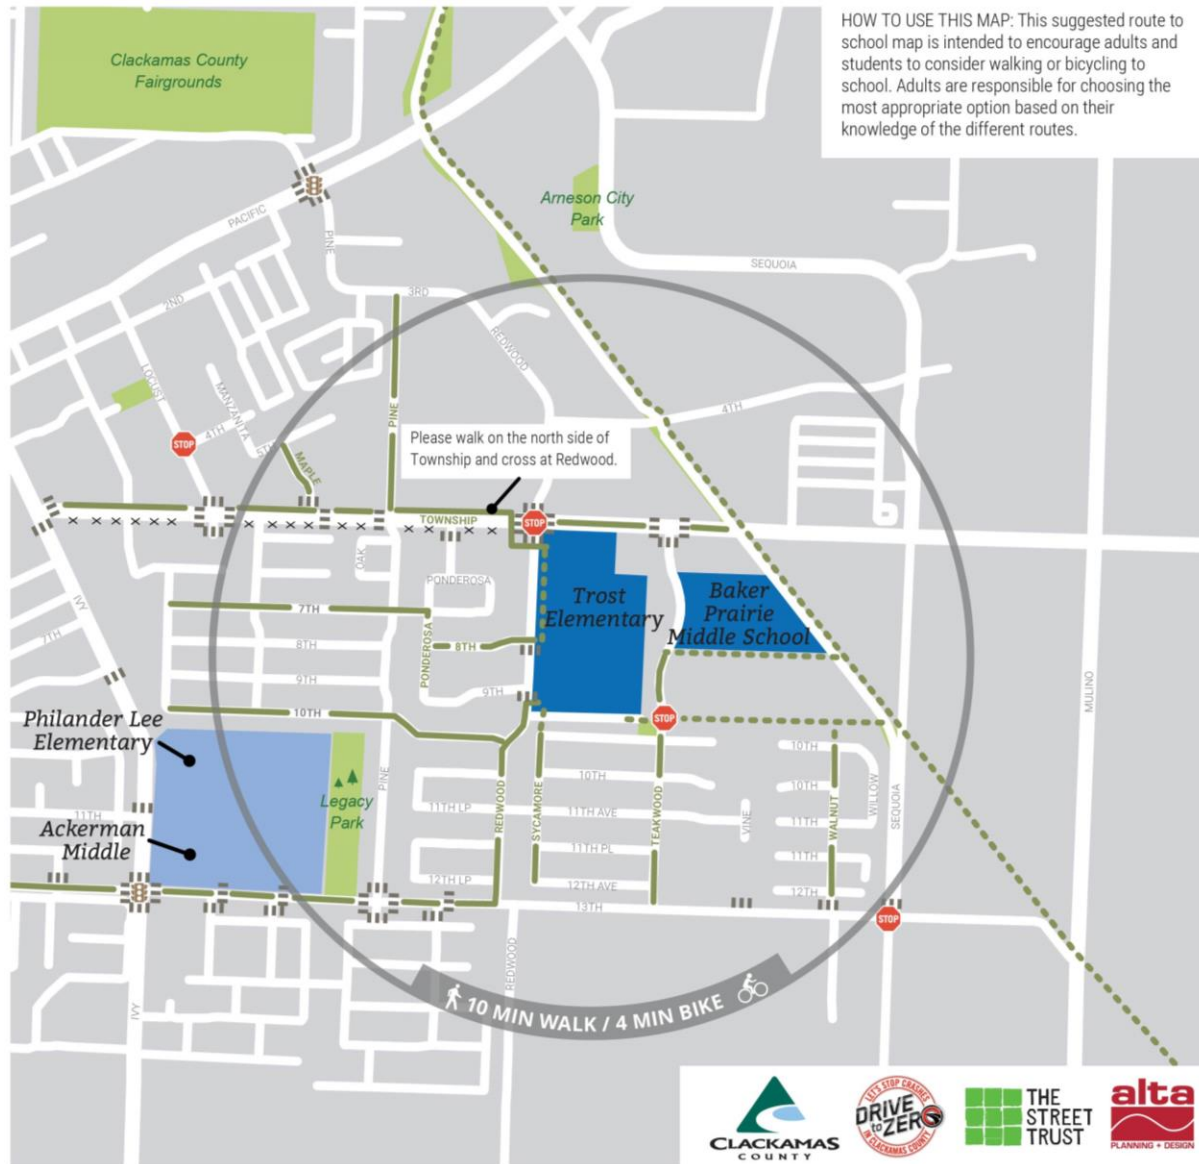 HOW TO USE THIS MAP: This suggested route to
school map is intended to encourage adults and
students to consider walking or bicycling to
school. Adults are responsible for choosing the
most appropriate option based on their
knowledge of the different routes.
Clackamas County
Fairgrounds
Arneson City
Park
PACIFIC
PINE
SEQUOIA
2ND
3RD
REDWOOD
LOCUST
MANZANITA
4TH
PINE
4TH
STOP
5TH
MAPLE
Please walk on the north side of
Township and cross at Redwood.
TOWNSHIP
STOP
OAK
PONDEROSA
Trost
Elementary
Baker
Prairie
Middle School
IVY
7TH
7TH
8TH
8TH
PONDEROSA
9TH
9TH
10TH
MULINO
STOP
Philander Lee
Elementary
PINE
10TH
10TH
10TH
WILLOW
SEQUOIA
Legacy
Park
11TH
11TH LP
REDWOOD
SYCAMORE
11TH AVE
TEAKWOOD
VINE
11TH
WALNUT
Ackerman
Middle
11TH PL
11TH
12TH LP
12TH AVE
12TH
13TH
STOP
REDWOOD
IVY
10 MIN WALK / 4 MIN BIKE
CLACKAMAS
COUNTY
LET'S STOP CRASHES
DRIVE
to ZERO
IN CLACKAMAS COUNTY
THE
STREET
TRUST
alta
PLANNING + DESIGN